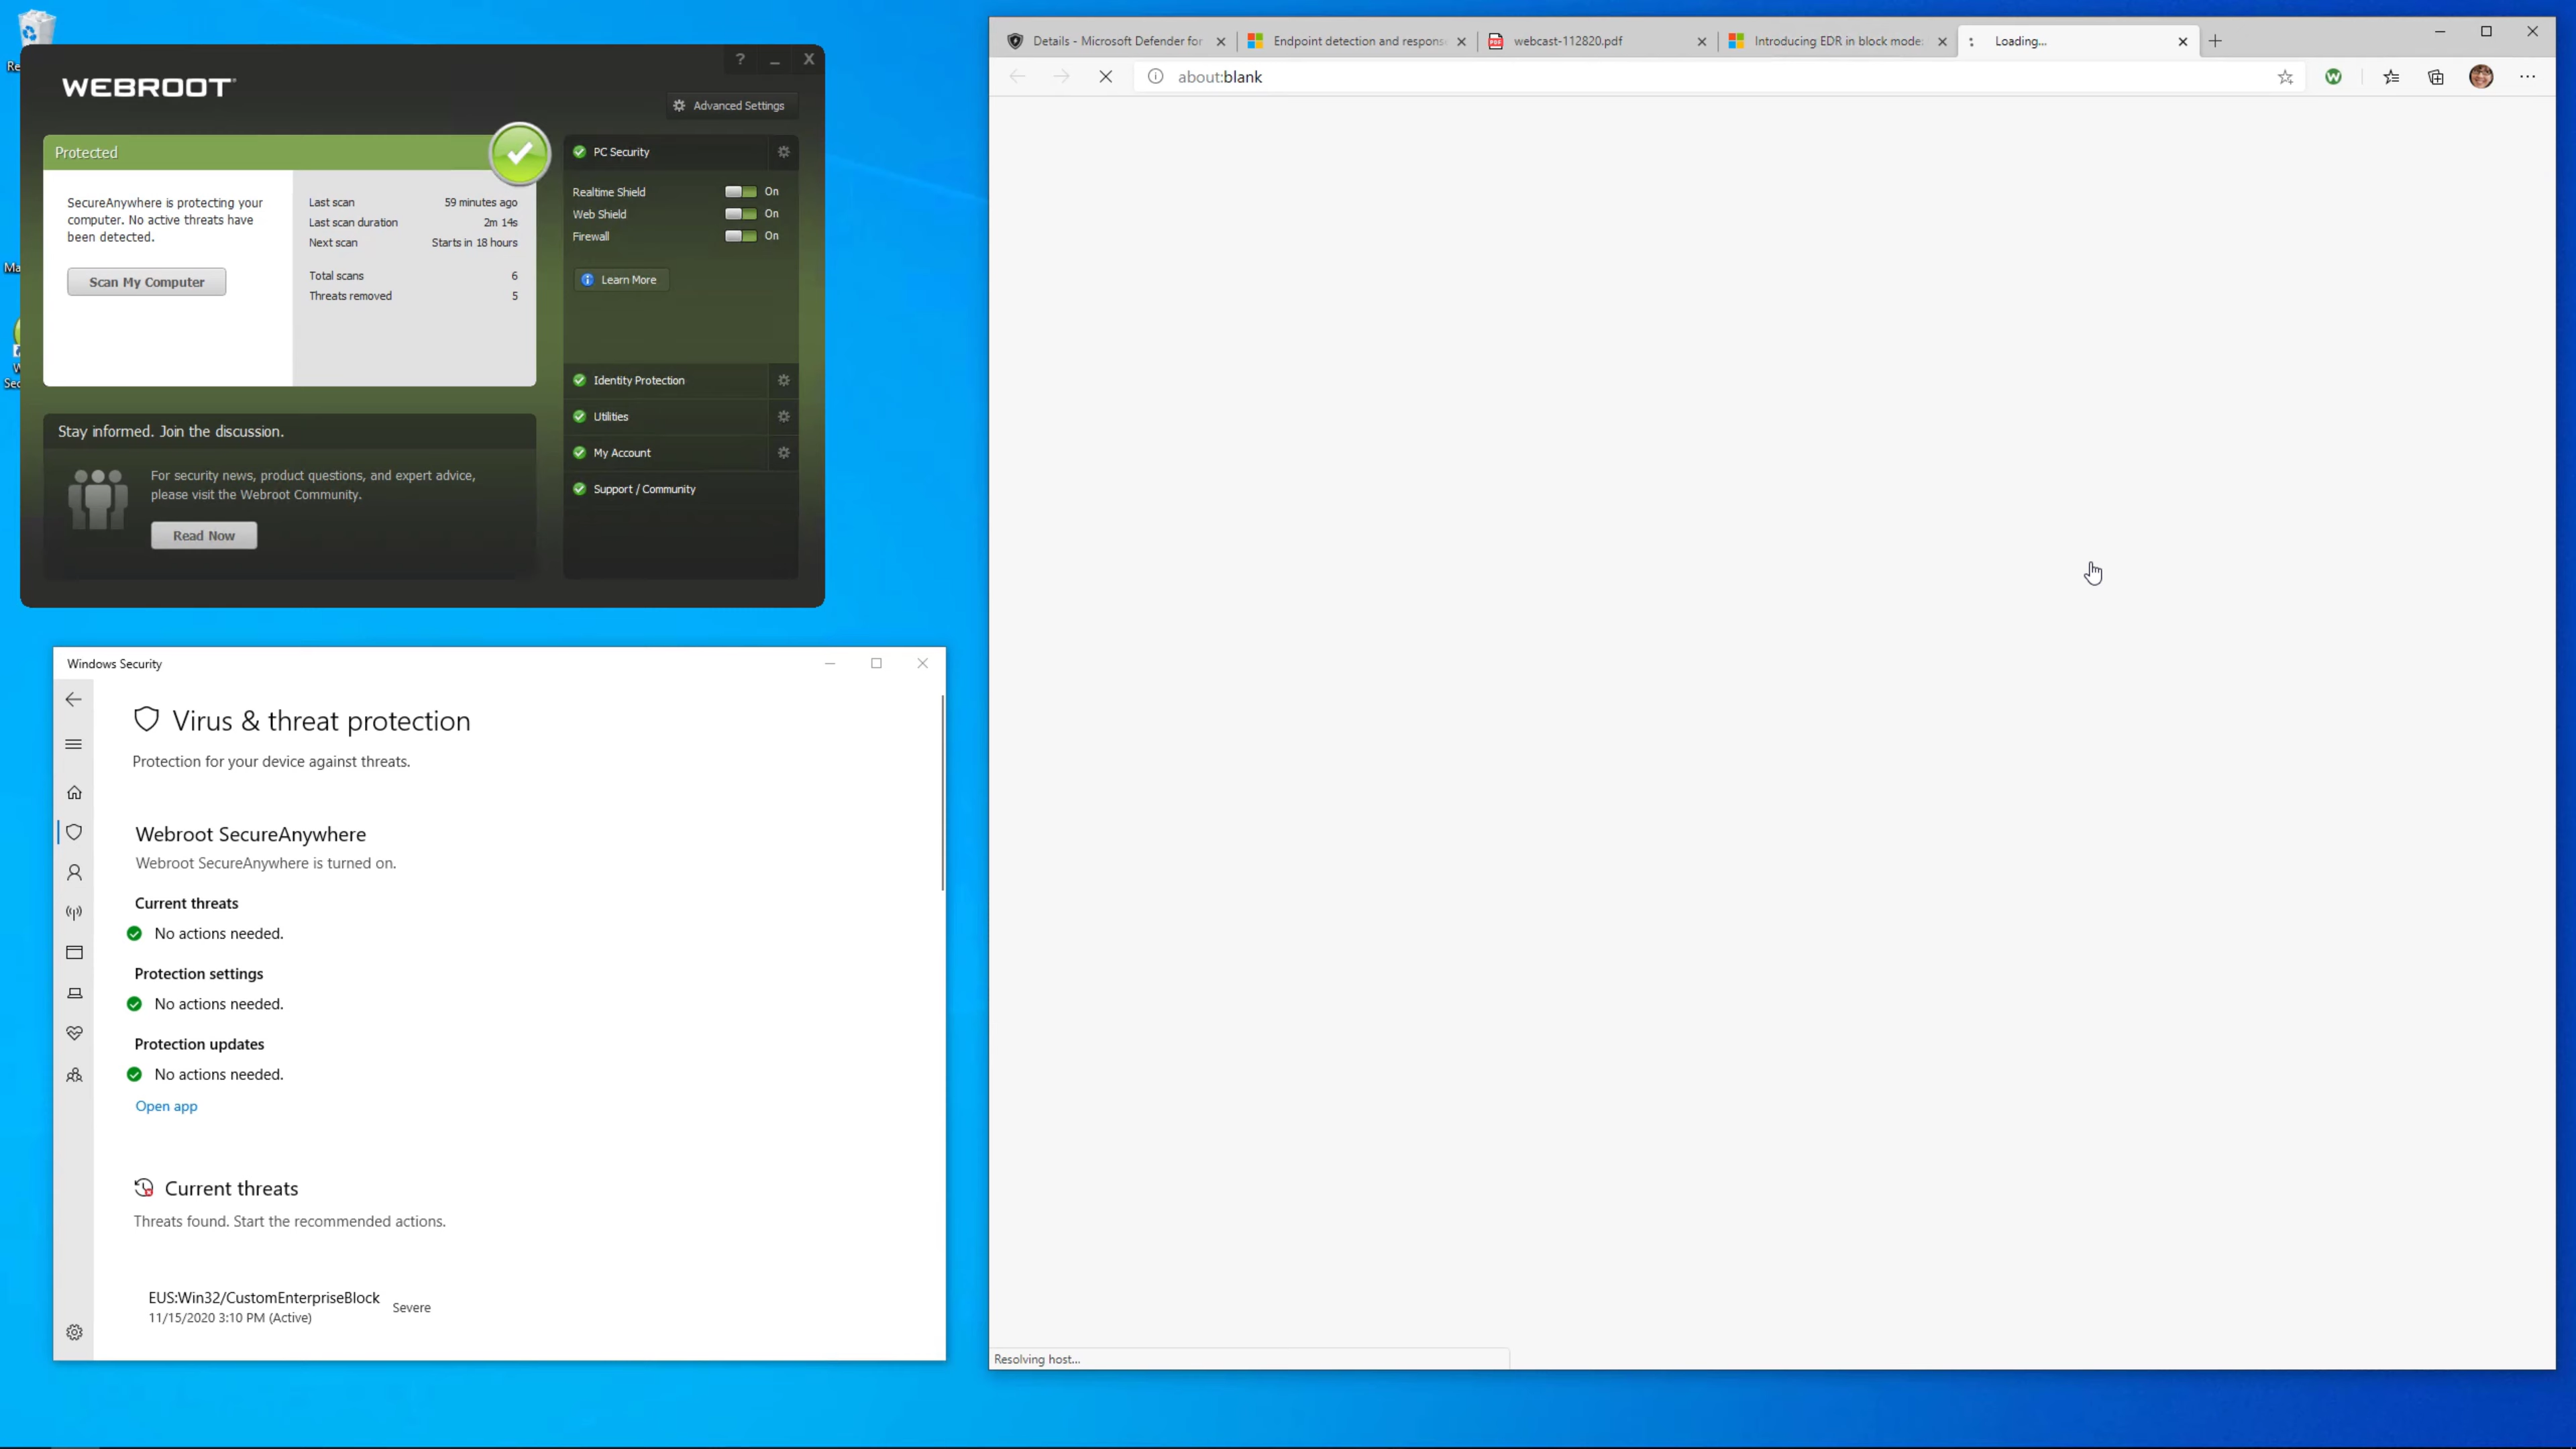 Re
Ma
W
Sec
?
X
WEBROOT
Advanced Settings
Protected
SecureAnywhere is protecting your
computer. No active threats have
been detected.
Scan My Computer
Last scan 59 minutes ago
Last scan duration 2m 14s
Next scan Starts in 18 hours
Total scans 6
Threats removed 5
PC Security
Realtime Shield On
Web Shield On
Firewall On
Learn More
Identity Protection
Utilities
My Account
Support / Community
Stay informed. Join the discussion.
For security news, product questions, and expert advice,
please visit the Webroot Community.
Read Now
Windows Security
Virus & threat protection
Protection for your device against threats.
Webroot SecureAnywhere
Webroot SecureAnywhere is turned on.
Current threats
No actions needed.
Protection settings
No actions needed.
Protection updates
No actions needed.
Open app
Current threats
Threats found. Start the recommended actions.
EUS:Win32/CustomEnterpriseBlock
11/15/2020 3:10 PM (Active)
Severe
Details - Microsoft Defender for
Endpoint detection and respons
webcast-112820.pdf
Introducing EDR in block mode:
Loading...
about:blank
W
Resolving host...